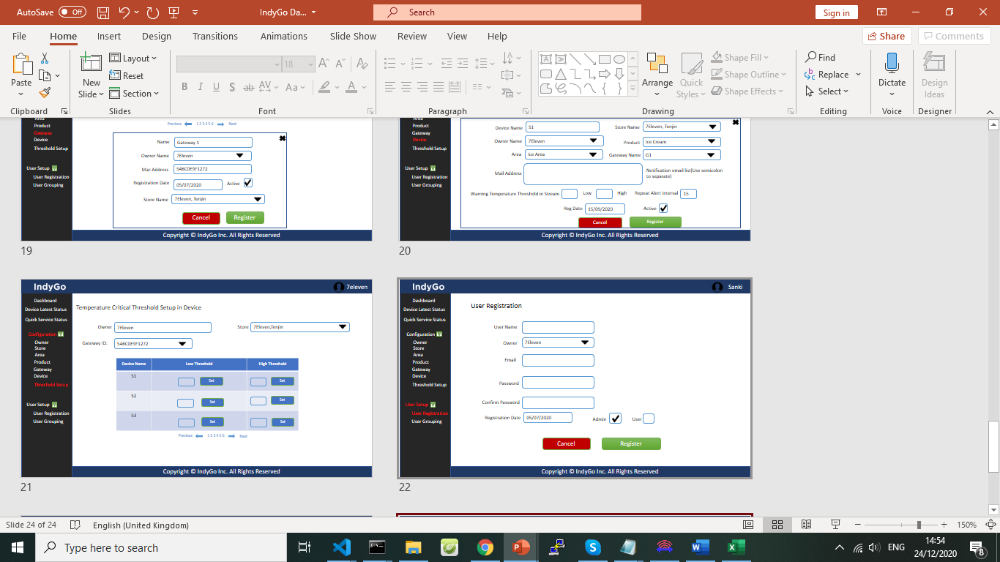 AutoSave Off IndyGo Da... Search Sign in
File Home Insert Design Transitions Animations Slide Show Review View Help Share Comments
Paste New Slide Layout Reset Section 18 Arrange Quick Styles Shape Fill Shape Outline Shape Effects Find Replace Select Dictate Design Ideas
Clipboard Slides Font Paragraph Drawing Editing Voice Designer
Area
Product
Gateway
Device
Threshold Setup
User Setup
User Registration
User Grouping
Previous 1 2 3 4 5 6 Next
Name Gateway 1
Owner Name 7Eleven
Mac Address 546C0E9F1272
Registration Date 05/07/2020 Active
Store Name 7Eleven, Tenjin
Cancel Register
Copyright © IndyGo Inc. All Rights Reserved
19
Area
Product
Gateway
Device
Threshold Setup
User Setup
User Registration
User Grouping
Device Name S1 Store Name 7Eleven, Tenjin
Owner Name 7Eleven Product Ice Cream
Area Ice Area Gateway Name G1
Mail Address Notification email list(Use semicolon
to separate)
Warning Temperature Threshold in Stream Low High Repeat Alert Interval 15
Reg Date 15/09/2020 Active
Cancel Register
Copyright © IndyGo Inc. All Rights Reserved
20
IndyGo 7eleven
Dashboard
Device Latest Status
Quick Service Status
Configuration
Owner
Store
Area
Product
Gateway
Device
Threshold Setup
User Setup
User Registration
User Grouping
Temperature Critical Threshold Setup in Device
Owner 7Eleven Store 7Eleven,Tenjin
Gateway ID: 546C0E9F1272
Device Name Low Threshold High Threshold
S1 Set Set
S2 Set Set
S3 Set Set
Previous 1 2 3 4 5 6 Next
Copyright © IndyGo Inc. All Rights Reserved
21
IndyGo Sanki
Dashboard
Device Latest Status
Quick Service Status
Configuration
Owner
Store
Area
Product
Gateway
Device
Threshold Setup
User Setup
User Registration
User Grouping
User Registration
User Name
Owner 7Eleven
Email
Password
Confirm Password
Registration Date 05/07/2020 Admin User
Cancel Register
Copyright © IndyGo Inc. All Rights Reserved
22
Slide 24 of 24 English (United Kingdom) 150%
Type here to search ENG 14:54
24/12/2020 8